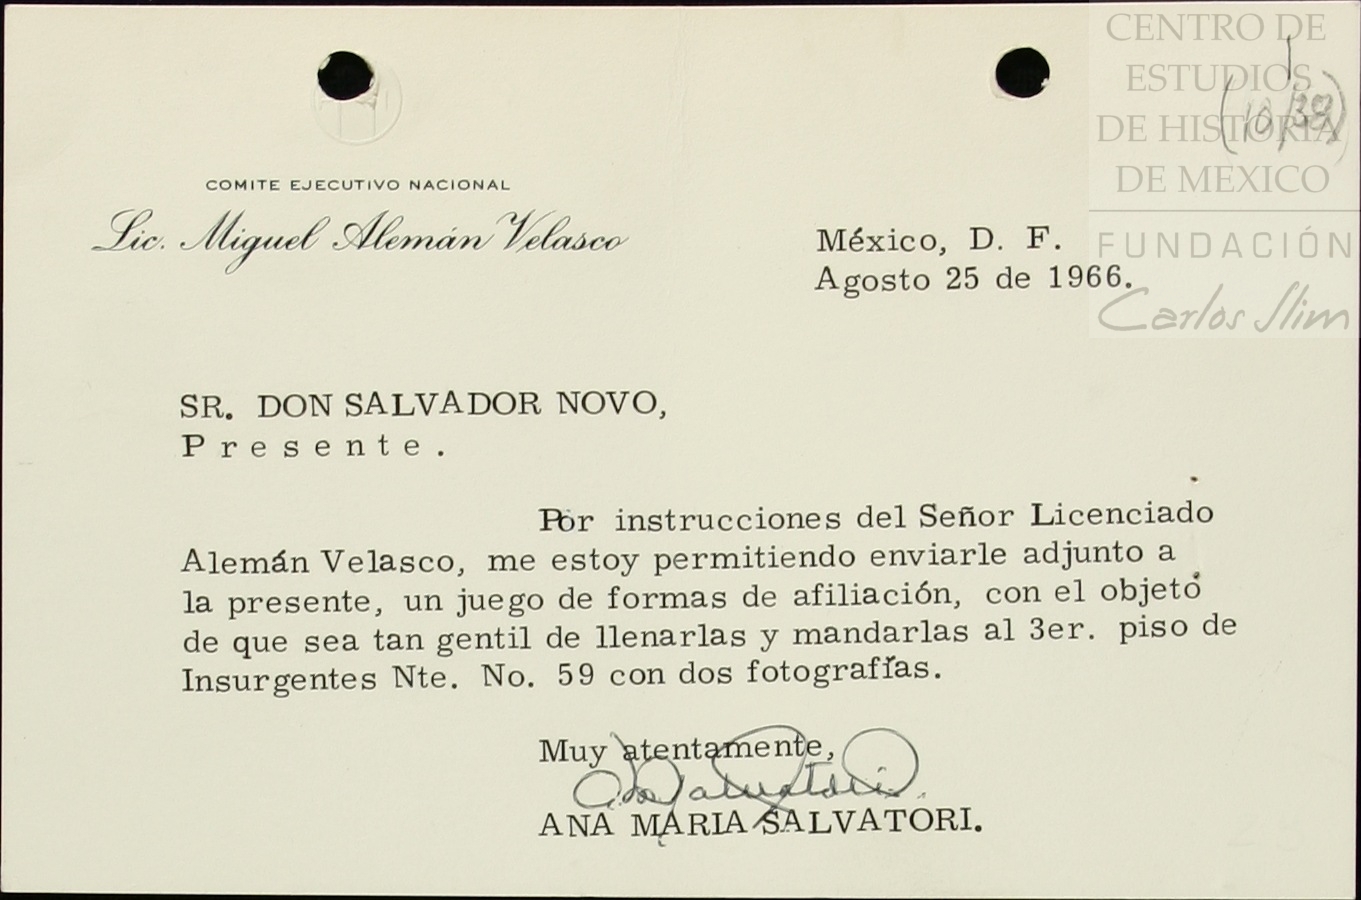 CENTRO DE
ESTUDIOS
DE HISTORIA
DE MEXICO
FUNDACIÓN
Carlos Slim
(10/38)
COMITE EJECUTIVO NACIONAL
Lic. Miguel Alemán Velasco
México, D. F.
Agosto 25 de 1966.
SR. DON SALVADOR NOVO,
P r e s e n t e .
Por instrucciones del Señor Licenciado
Alemán Velasco, me estoy permitiendo enviarle adjunto a
la presente, un juego de formas de afiliación, con el objeto
de que sea tan gentil de llenarlas y mandarlas al 3er. piso de
Insurgentes Nte. No. 59 con dos fotografías.
Muy atentamente,
ANA MARIA SALVATORI.